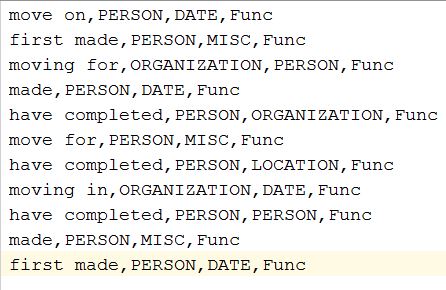 move on,PERSON,DATE,Func
first made,PERSON,MISC,Func
moving for,ORGANIZATION,PERSON,Func
made,PERSON,DATE,Func
have completed,PERSON,ORGANIZATION,Func
move for,PERSON,MISC,Func
have completed,PERSON,LOCATION,Func
moving in,ORGANIZATION,DATE,Func
have completed,PERSON,PERSON,Func
made,PERSON,MISC,Func
first made,PERSON,DATE,Func